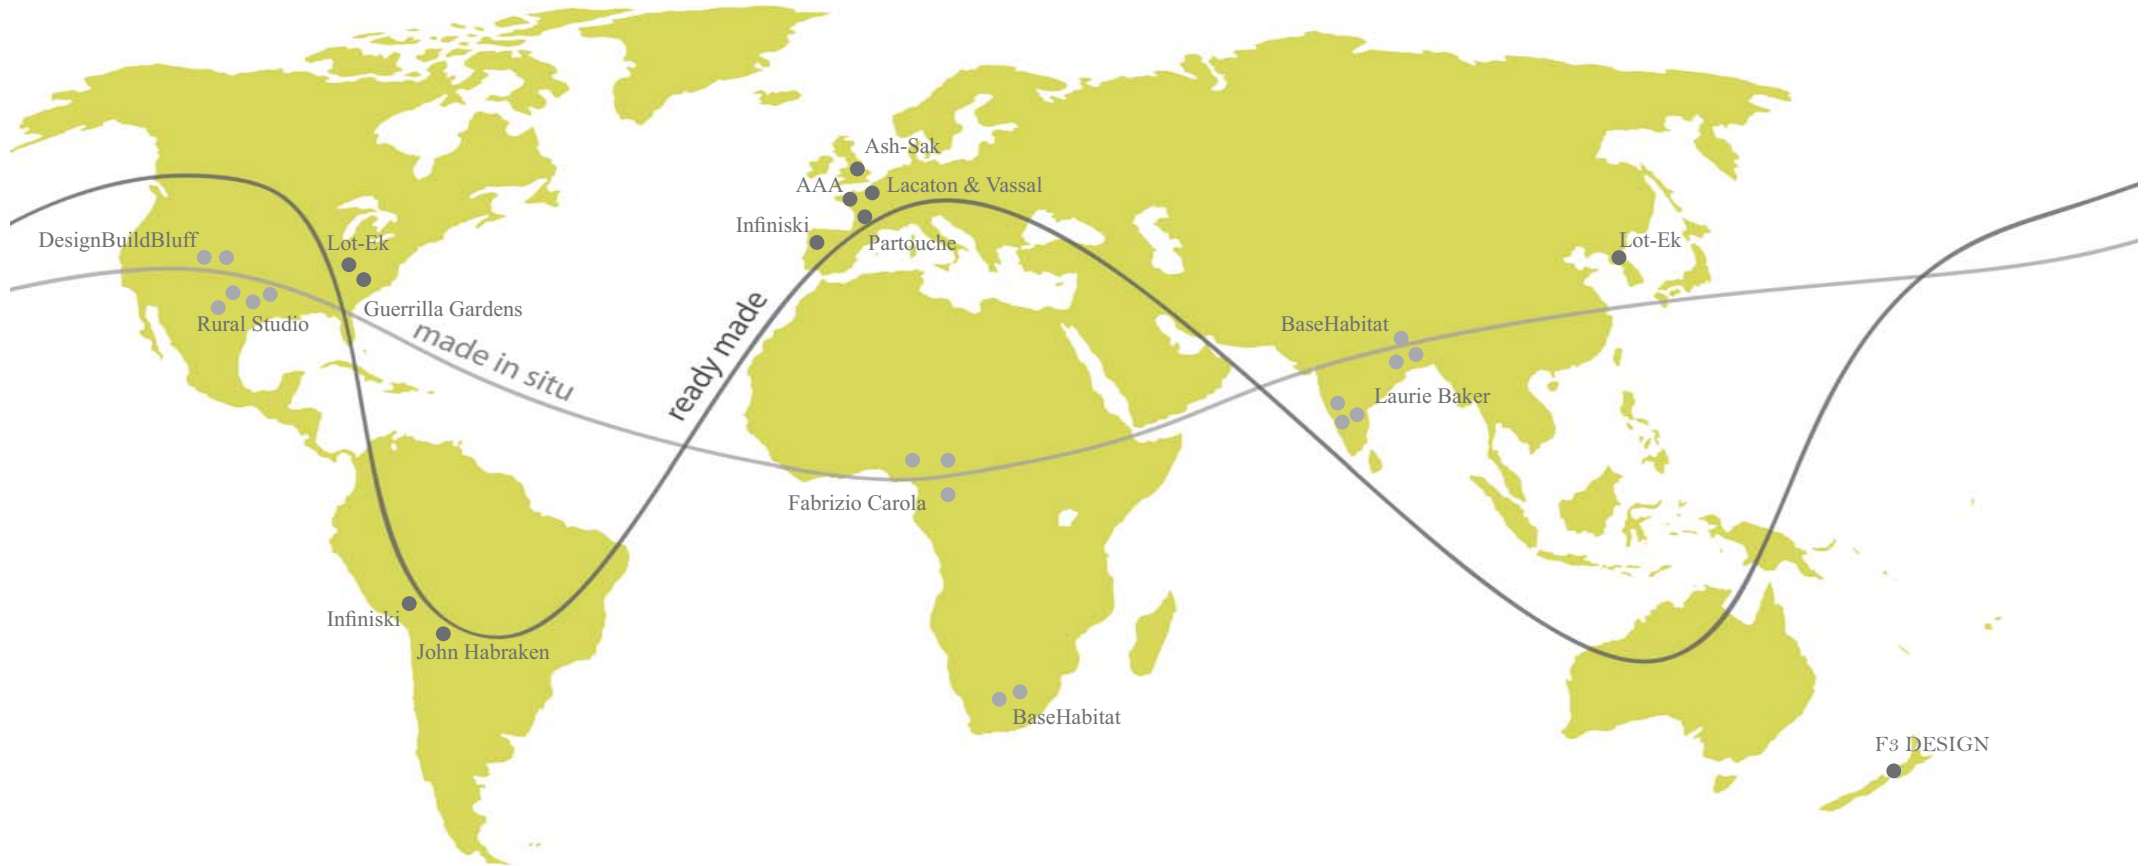 Ash-Sak
AAA
Lacaton & Vassal
Infiniski
Partouche
DesignBuildBluff
Lot-Ek
Lot-Ek
Guerrilla Gardens
Rural Studio
made in situ
ready made
BaseHabitat
Laurie Baker
Fabrizio Carola
Infiniski
John Habraken
BaseHabitat
F3 DESIGN